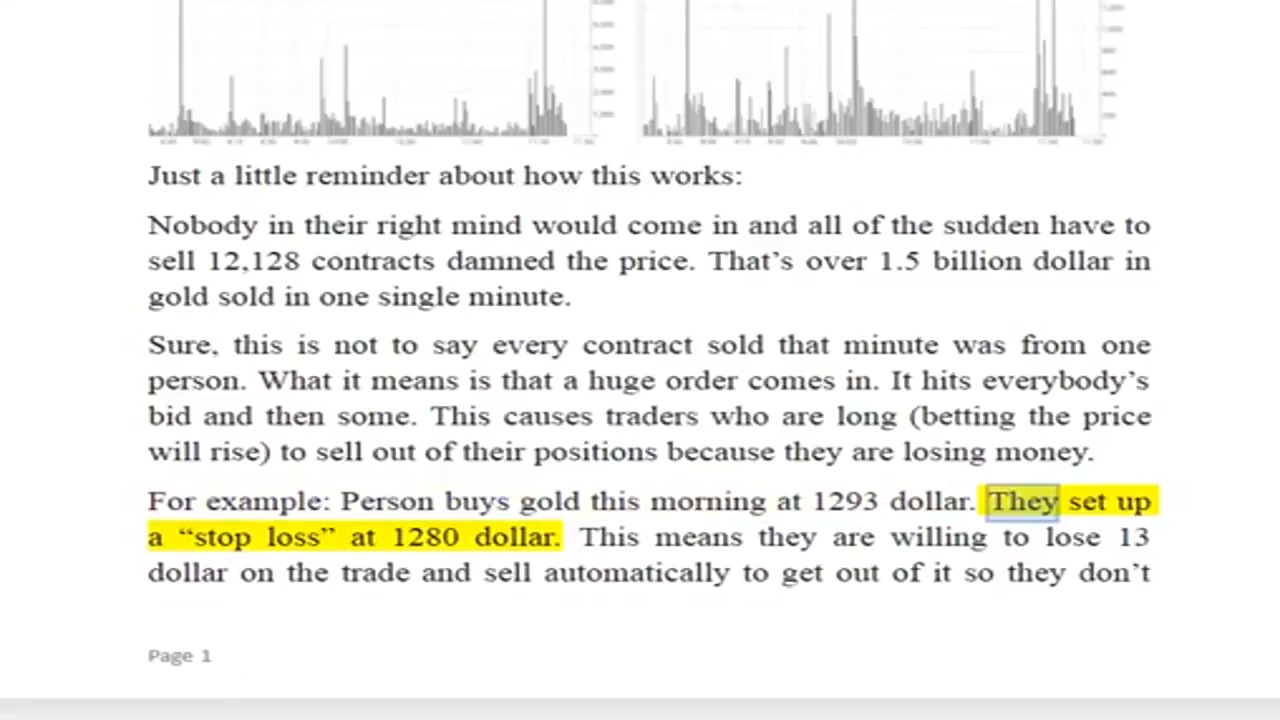 Just a little reminder about how this works:
Nobody in their right mind would come in and all of the sudden have to
sell 12,128 contracts damned the price. That's over 1.5 billion dollar in
gold sold in one single minute.
Sure, this is not to say every contract sold that minute was from one
person. What it means is that a huge order comes in. It hits everybody's
bid and then some. This causes traders who are long (betting the price
will rise) to sell out of their positions because they are losing money.
For example: Person buys gold this morning at 1293 dollar. They set up
a “stop loss” at 1280 dollar. This means they are willing to lose 13
dollar on the trade and sell automatically to get out of it so they don't
Page 1